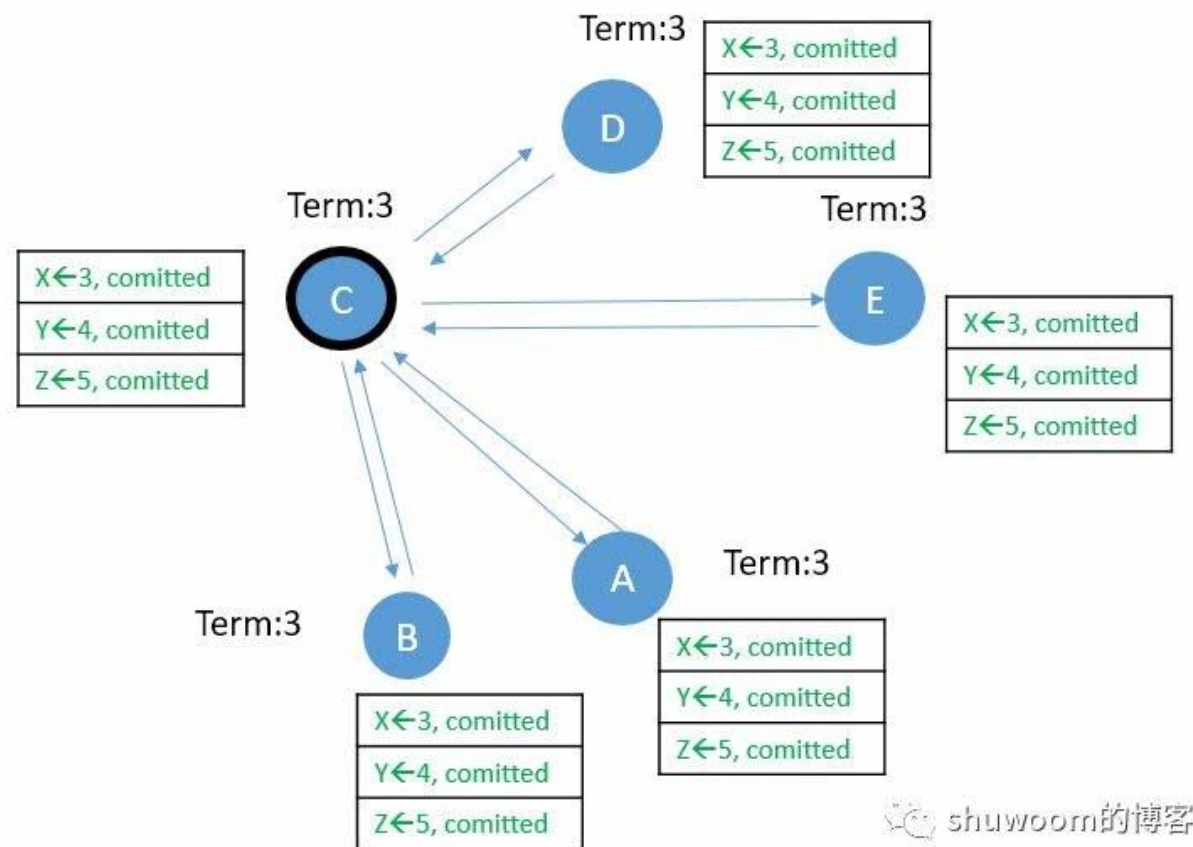 Term:3
X←3, comitted
Y←4, comitted
Z←5, comitted
D
Term:3
X←3, comitted
Y←4, comitted
Z←5, comitted
C
Term:3
E
X←3, comitted
Y←4, comitted
Z←5, comitted
Term:3
B
X←3, comitted
Y←4, comitted
Z←5, comitted
A
Term:3
X←3, comitted
Y←4, comitted
Z←5, comitted
shuwoom的博客